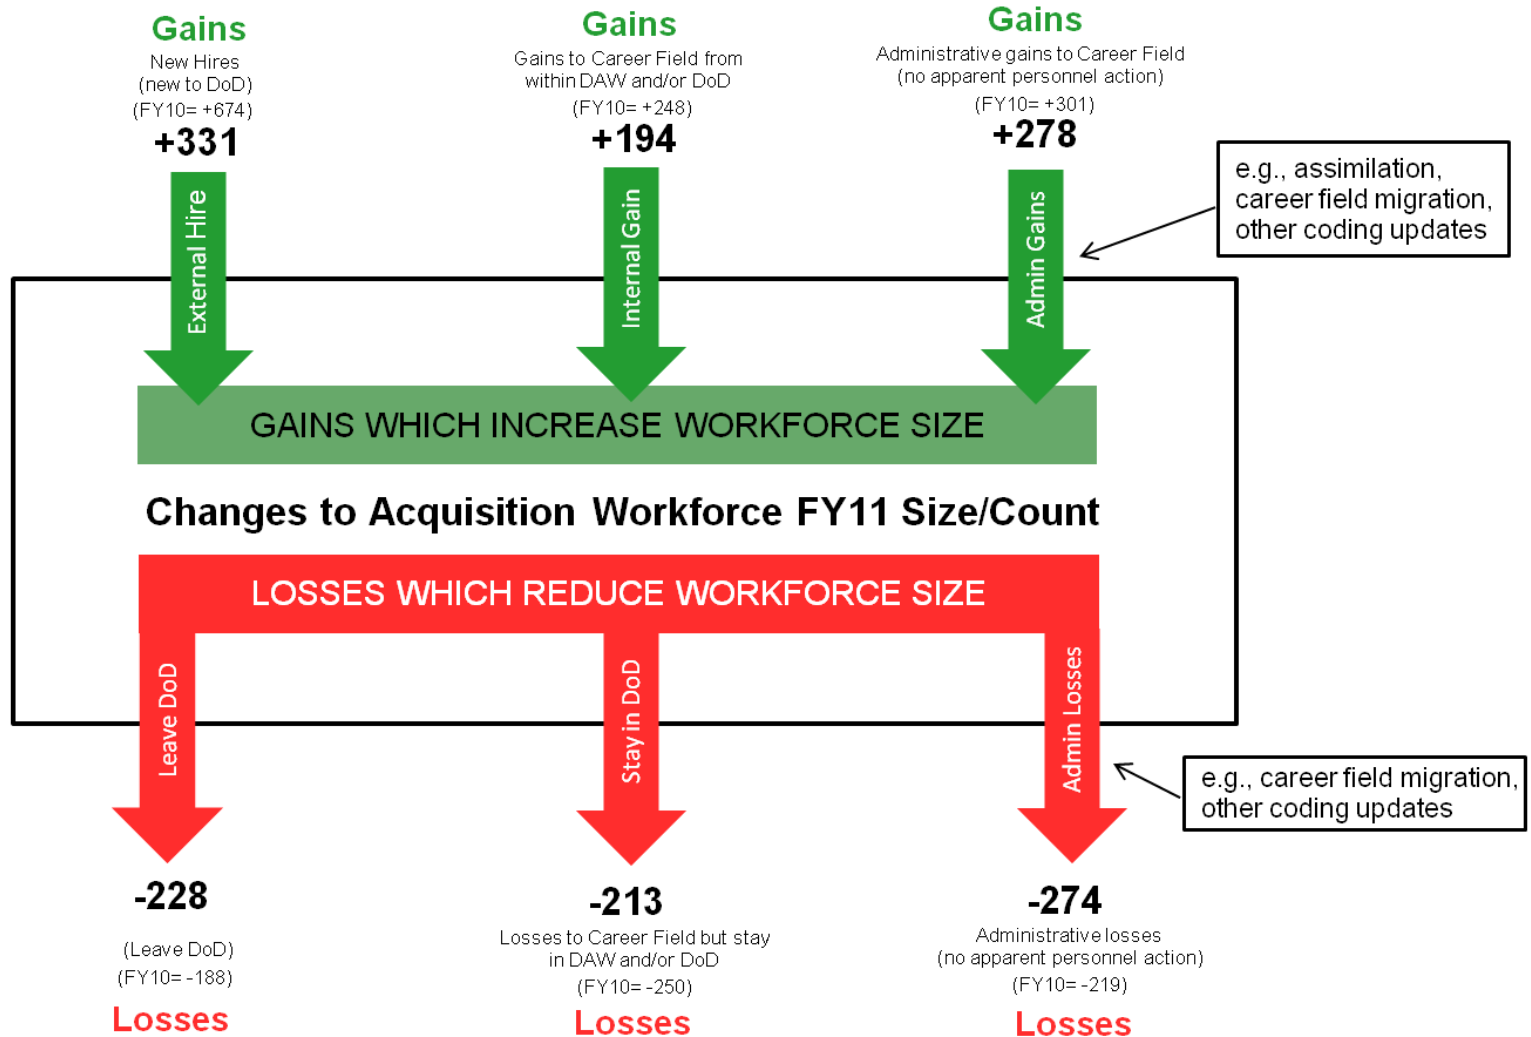 Gains
New Hires
(new to DoD)
(FY10= +674)
+331
Gains
Gains to Career Field from
within DAW and/or DoD
(FY10= +248)
+194
Gains
Administrative gains to Career Field
(no apparent personnel action)
(FY10= +301)
+278
e.g., assimilation,
career field migration,
other coding updates
External Hire
Internal Gain
Admin Gains
GAINS WHICH INCREASE WORKFORCE SIZE
Changes to Acquisition Workforce FY11 Size/Count
LOSSES WHICH REDUCE WORKFORCE SIZE
Leave DoD
Stay in DoD
Admin Losses
e.g., career field migration,
other coding updates
-228
(Leave DoD)
(FY10= -188)
Losses
-213
Losses to Career Field but stay
in DAW and/or DoD
(FY10= -250)
Losses
-274
Administrative losses
(no apparent personnel action)
(FY10= -219)
Losses